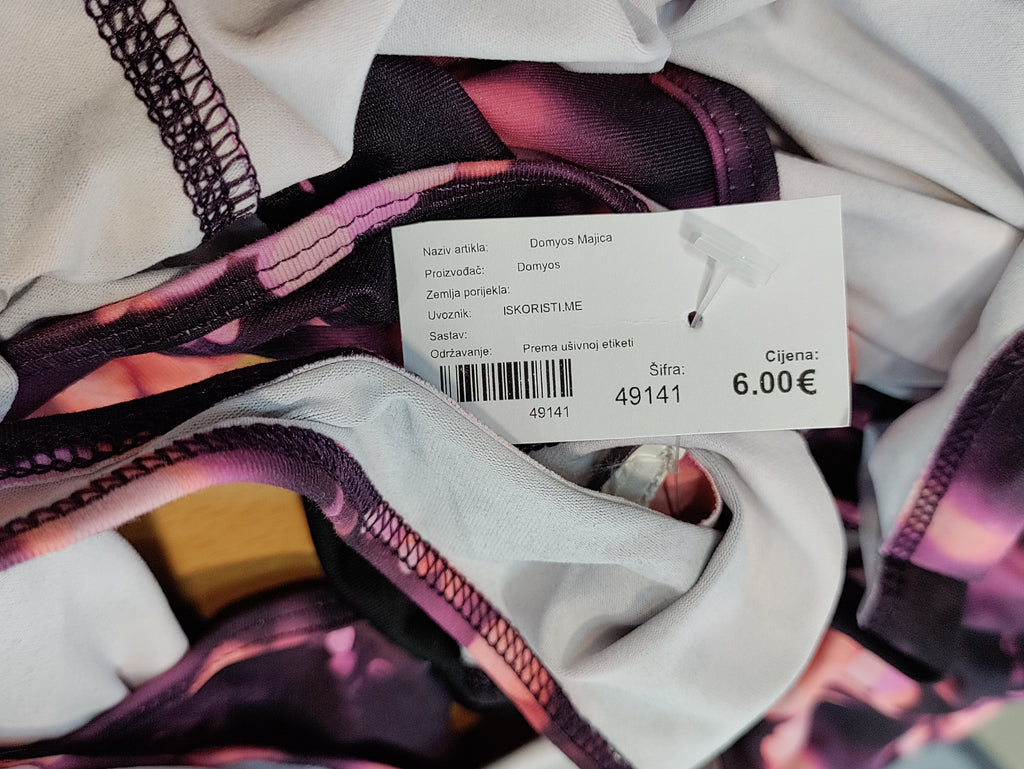 Naziv artikla: Domyos Majica
Proizvođač: Domyos
Zemlja porijekla:
Uvoznik: ISKORISTI.ME
Sastav:
Održavanje: Prema ušivnoj etiketi
49141
Šifra:
49141
Cijena:
6.00€